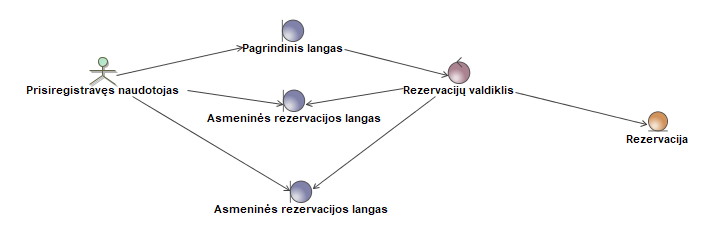 Pagrindinis langas
Prisiregistravęs naudotojas
Rezervacijų valdiklis
Asmeninės rezervacijos langas
Rezervacija
Asmeninės rezervacijos langas